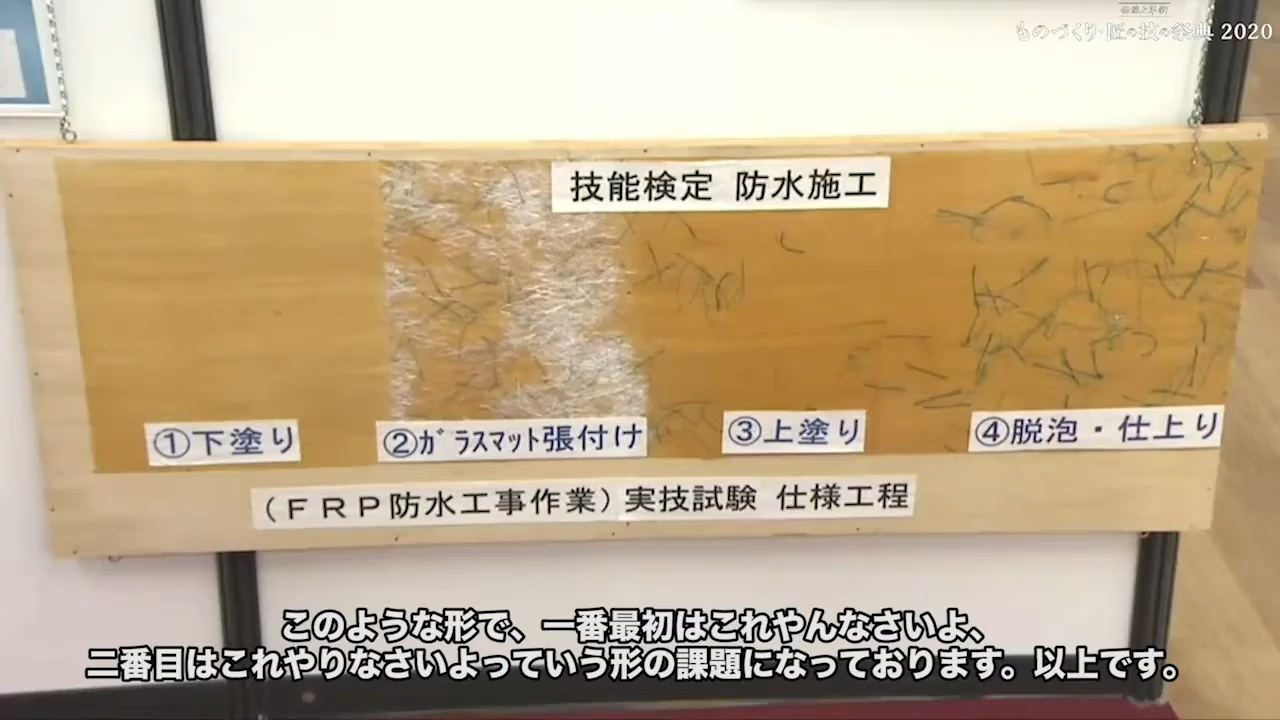 ものづくり・匠の技の祭典 2020
技能検定 防水施工
①下塗り
②ガラスマット張付け
③上塗り
④脱泡・仕上り
（ＦＲＰ防水工事作業）実技試験 仕様工程
このような形で、一番最初はこれやんなさいよ、
二番目はこれやりなさいよっていう形の課題になっております。以上です。